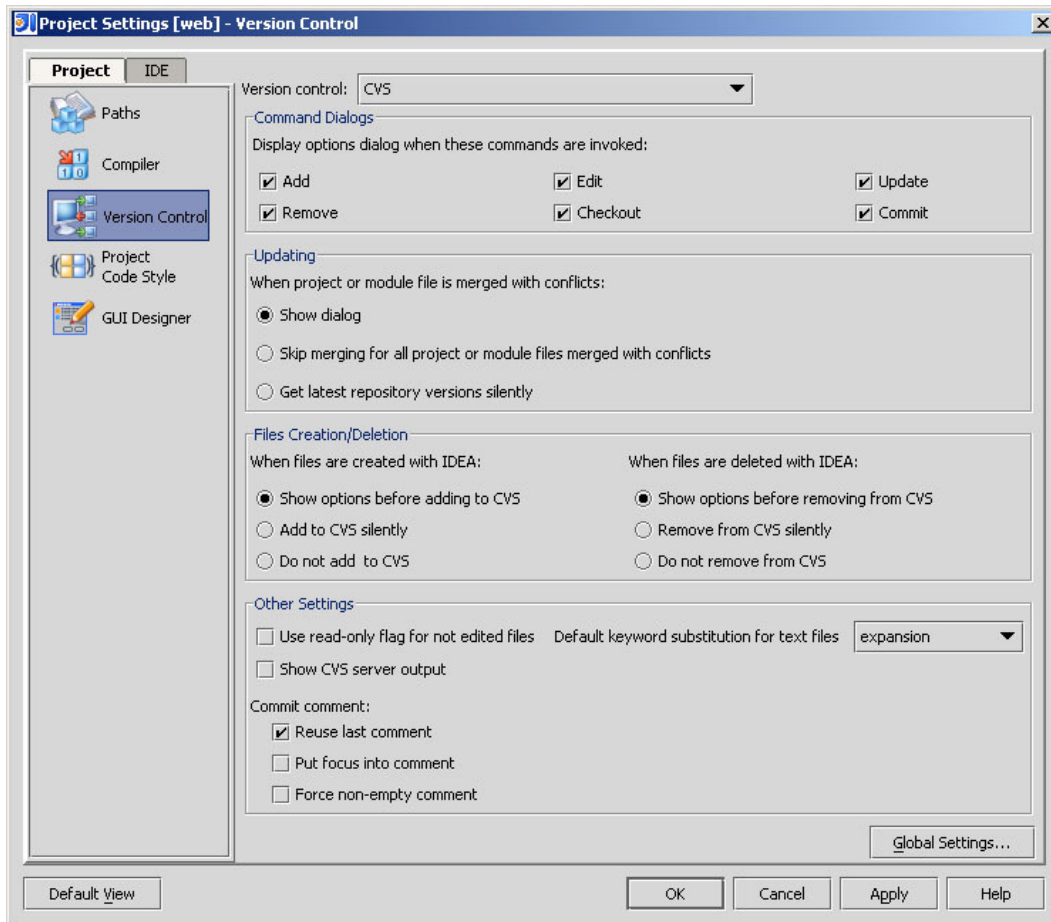 Project Settings [web] - Version Control
Project
IDE
Paths
Compiler
Version Control
Project
Code Style
GUI Designer
Version control: CVS
Command Dialogs
Display options dialog when these commands are invoked:
Add Edit Update
Remove Checkout Commit
Updating
When project or module file is merged with conflicts:
Show dialog
Skip merging for all project or module files merged with conflicts
Get latest repository versions silently
Files Creation/Deletion
When files are created with IDEA: When files are deleted with IDEA:
Show options before adding to CVS Show options before removing from CVS
Add to CVS silently Remove from CVS silently
Do not add to CVS Do not remove from CVS
Other Settings
Use read-only flag for not edited files Default keyword substitution for text files expansion
Show CVS server output
Commit comment:
Reuse last comment
Put focus into comment
Force non-empty comment
Global Settings...
Default View OK Cancel Apply Help